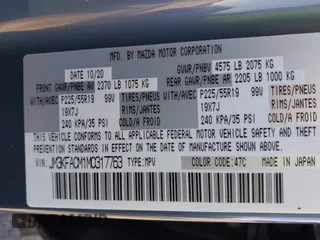 MFD. BY MAZDA MOTOR CORPORATION
DATE 10/20
GVWR/PNBV 4575 LB 2075 KG
FRONT GAWR/PNBE AV 2370 LB 1075 KG
REAR GAWR/PNBE AR 2205 LB 1000 KG
WITH/AVEC P225/55R19 99V TIRES/PNEUS
19X7J RIMS/JANTES
240 KPA/35 PSI COLD/A FROID
WITH/AVEC P225/55R19 99V TIRES/PNEUS
19X7J RIMS/JANTES
240 KPA/35 PSI COLD/A FROID
THIS VEHICLE CONFORMS TO ALL APPLICABLE FEDERAL MOTOR
VEHICLE SAFETY, BUMPER, AND THEFT PREVENTION STANDARDS
IN EFFECT ON THE DATE OF MANUFACTURE SHOWN ABOVE.
VIN: JM3KFACM1M0317763 TYPE:MPV
COLOR CODE:47C
MADE IN JAPAN